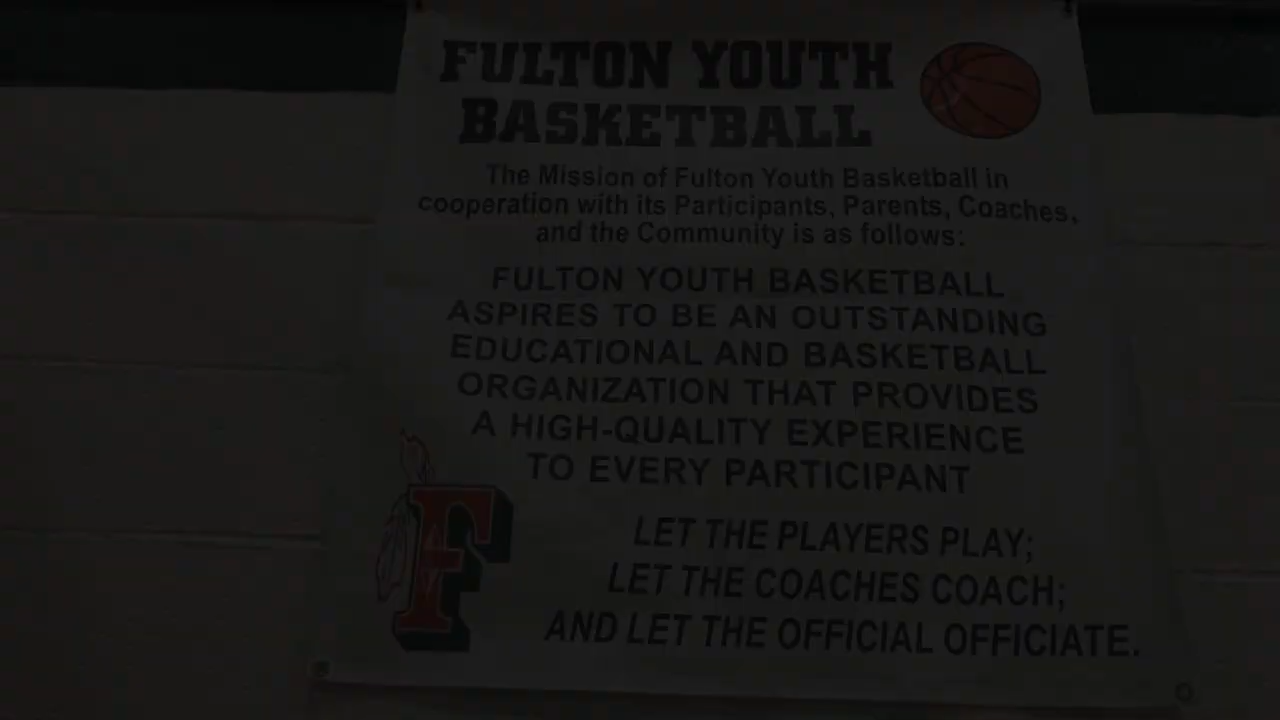 FULTON YOUTH
BASKETBALL
The Mission of Fulton Youth Basketball in
cooperation with its Participants, Parents, Coaches,
and the Community is as follows:
FULTON YOUTH BASKETBALL
ASPIRES TO BE AN OUTSTANDING
EDUCATIONAL AND BASKETBALL
ORGANIZATION THAT PROVIDES
A HIGH-QUALITY EXPERIENCE
TO EVERY PARTICIPANT
F
LET THE PLAYERS PLAY;
LET THE COACHES COACH;
AND LET THE OFFICIAL OFFICIATE.